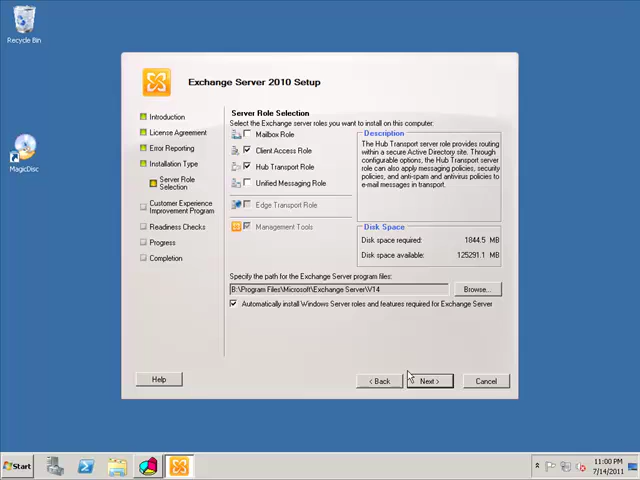 Recycle Bin
MagicDisc
Exchange Server 2010 Setup
Introduction
License Agreement
Error Reporting
Installation Type
Server Role
Selection
Customer Experience
Improvement Program
Readiness Checks
Progress
Completion
Server Role Selection
Select the Exchange server roles you want to install on this computer.
Mailbox Role
Client Access Role
Hub Transport Role
Unified Messaging Role
Edge Transport Role
Management Tools
Description
The Hub Transport server role provides routing
within a secure Active Directory site. Through
configurable options, the Hub Transport server
role can also apply messaging policies, security
policies, and anti-spam and antivirus policies to
e-mail messages in transport.
Disk Space
Disk space required: 1844.5 MB
Disk space available: 125291.1 MB
Specify the path for the Exchange Server program files:
B:\Program Files\Microsoft\Exchange Server\V14
Browse...
Automatically install Windows Server roles and features required for Exchange Server
Help
< Back
Next >
Cancel
Start
11:00 PM
7/14/2011